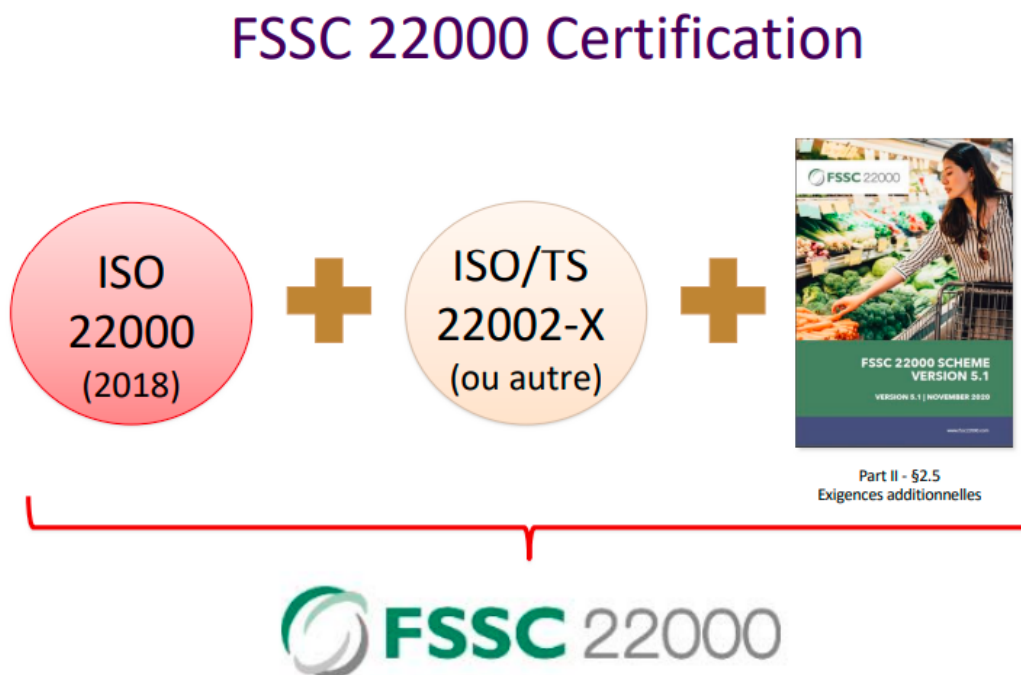 FSSC 22000 Certification
ISO
22000
(2018)
ISO/TS
22002-X
(ou autre)
FSSC 22000
FSSC 22000 SCHEME
VERSION 5.1
VERSION 5.1 | NOVEMBER 2020
Part II - §2.5
Exigences additionnelles
FSSC 22000